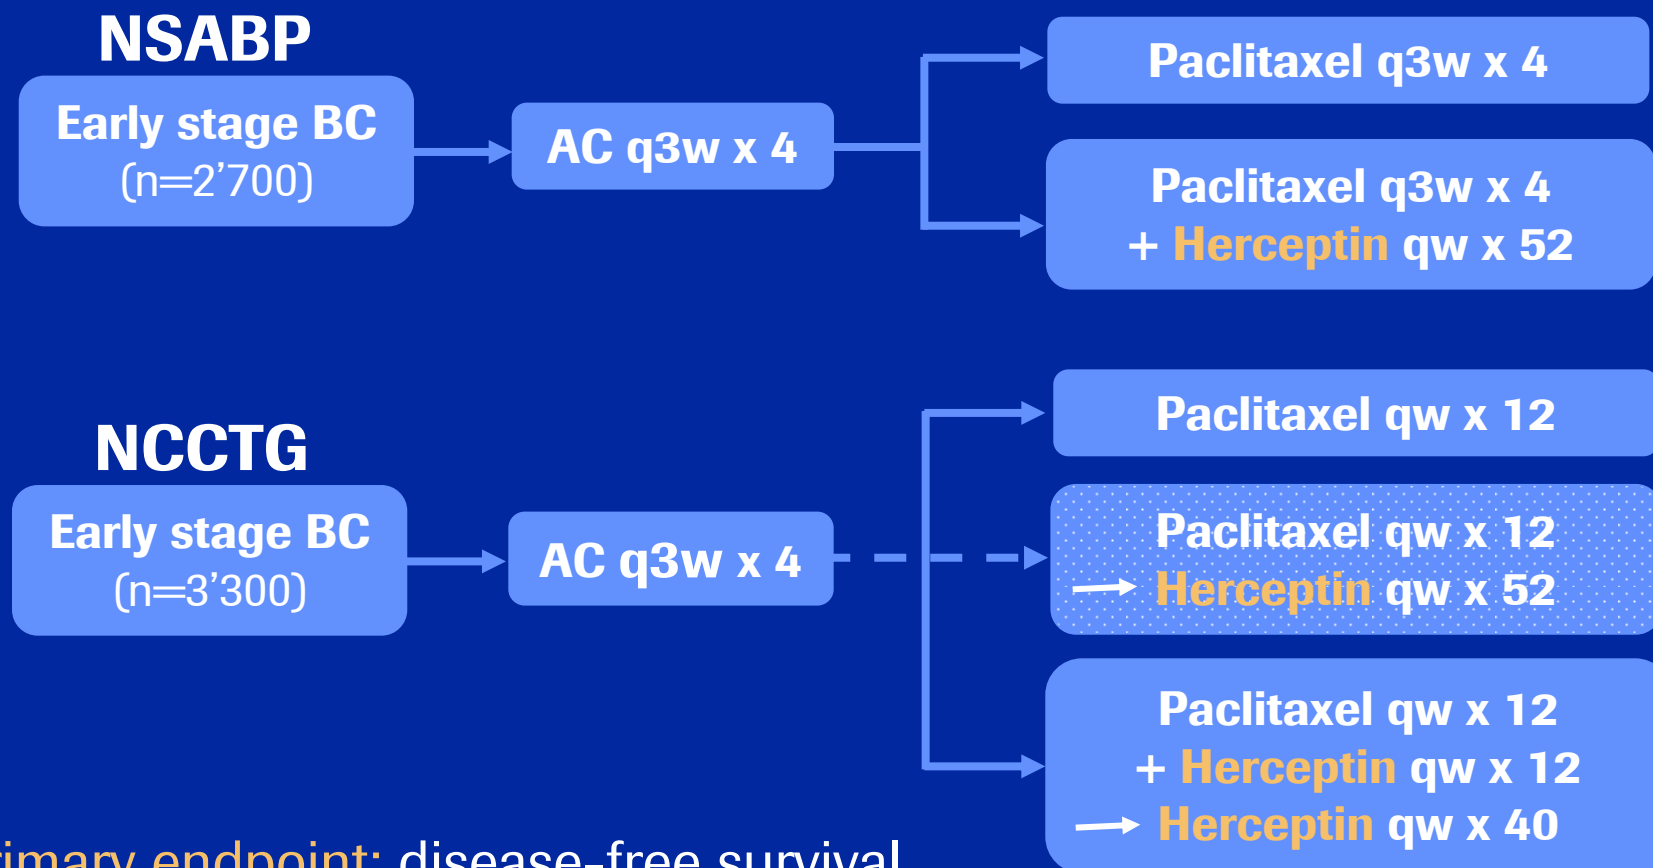 NSABP
Early stage BC
(n=2’700)
AC q3w x 4
Paclitaxel q3w x 4
Paclitaxel q3w x 4
+ Herceptin qw x 52
NCCTG
Early stage BC
(n=3’300)
AC q3w x 4
Paclitaxel qw x 12
Paclitaxel qw x 12
Herceptin qw x 52
Paclitaxel qw x 12
+ Herceptin qw x 12
Herceptin qw x 40
rimary endpoint: disease-free survival